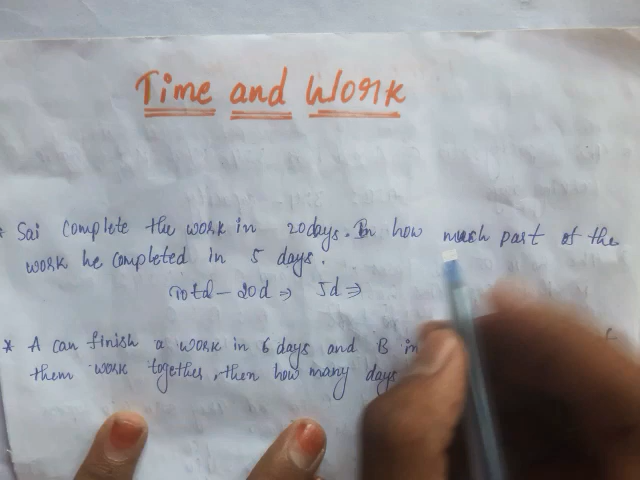 Time and Work
* Sai complete the work in 20days. In how much part of the
work he completed in 5 days.
Total - 20d ⇒ 5d ⇒
* A can finish a work in 6 days and B in
them work together, then how many days